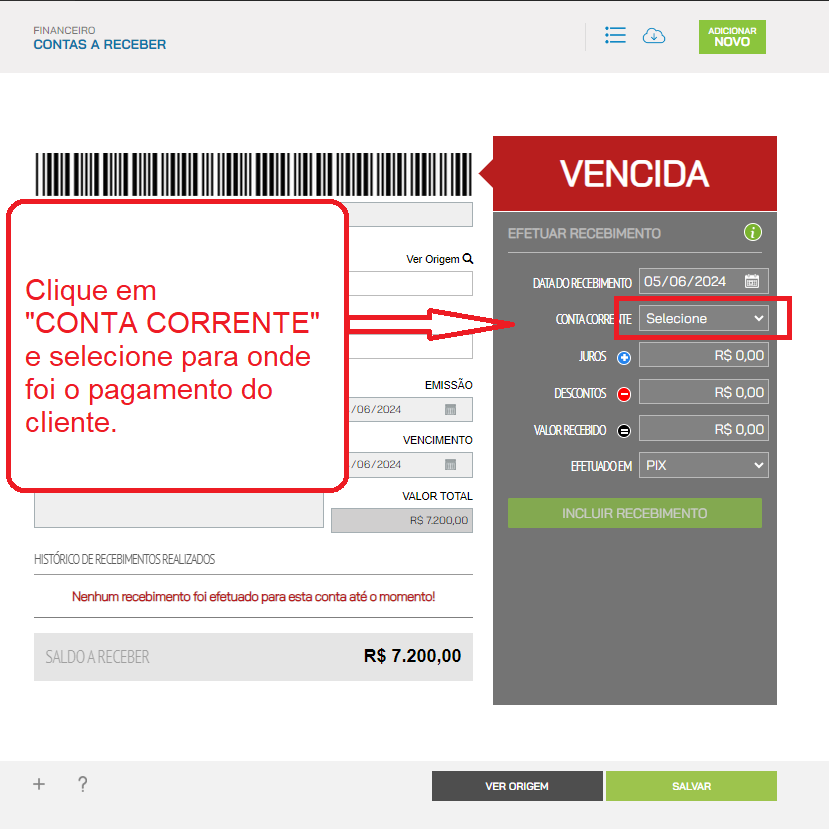 FINANCEIRO
CONTAS A RECEBER
ADICIONAR
NOVO
VENCIDA
EFETUAR RECEBIMENTO
Ver Origem
DATA DO RECEBIMENTO 05/06/2024
Clique em
"CONTA CORRENTE"
e selecione para onde
foi o pagamento do
cliente.
CONTA CORRENTE Selecione
JUROS R$ 0,00
EMISSÃO
DESCONTOS R$ 0,00
/06/2024
VALOR RECEBIDO R$ 0,00
VENCIMENTO
/06/2024
EFETUADO EM PIX
VALOR TOTAL
R$ 7.200,00
INCLUIR RECEBIMENTO
HISTÓRICO DE RECEBIMENTOS REALIZADOS
Nenhum recebimento foi efetuado para esta conta até o momento!
SALDO A RECEBER R$ 7.200,00
+ ?
VER ORIGEM
SALVAR